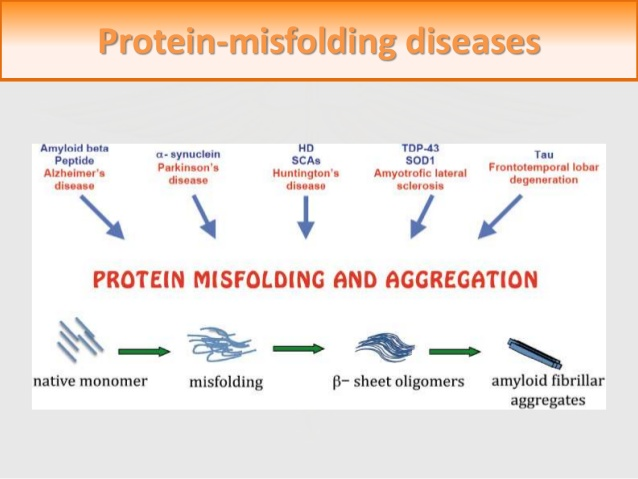 Protein-misfolding diseases
Amyloid beta
Peptide
Alzheimer's
disease
α- synuclein
Parkinson's
disease
HD
SCAs
Huntington's
disease
TDP-43
SOD1
Amyotrofic lateral
sclerosis
Tau
Frontotemporal lobar
degeneration
PROTEIN MISFOLDING AND AGGREGATION
native monomer
misfolding
β– sheet oligomers
amyloid fibrillar
aggregates